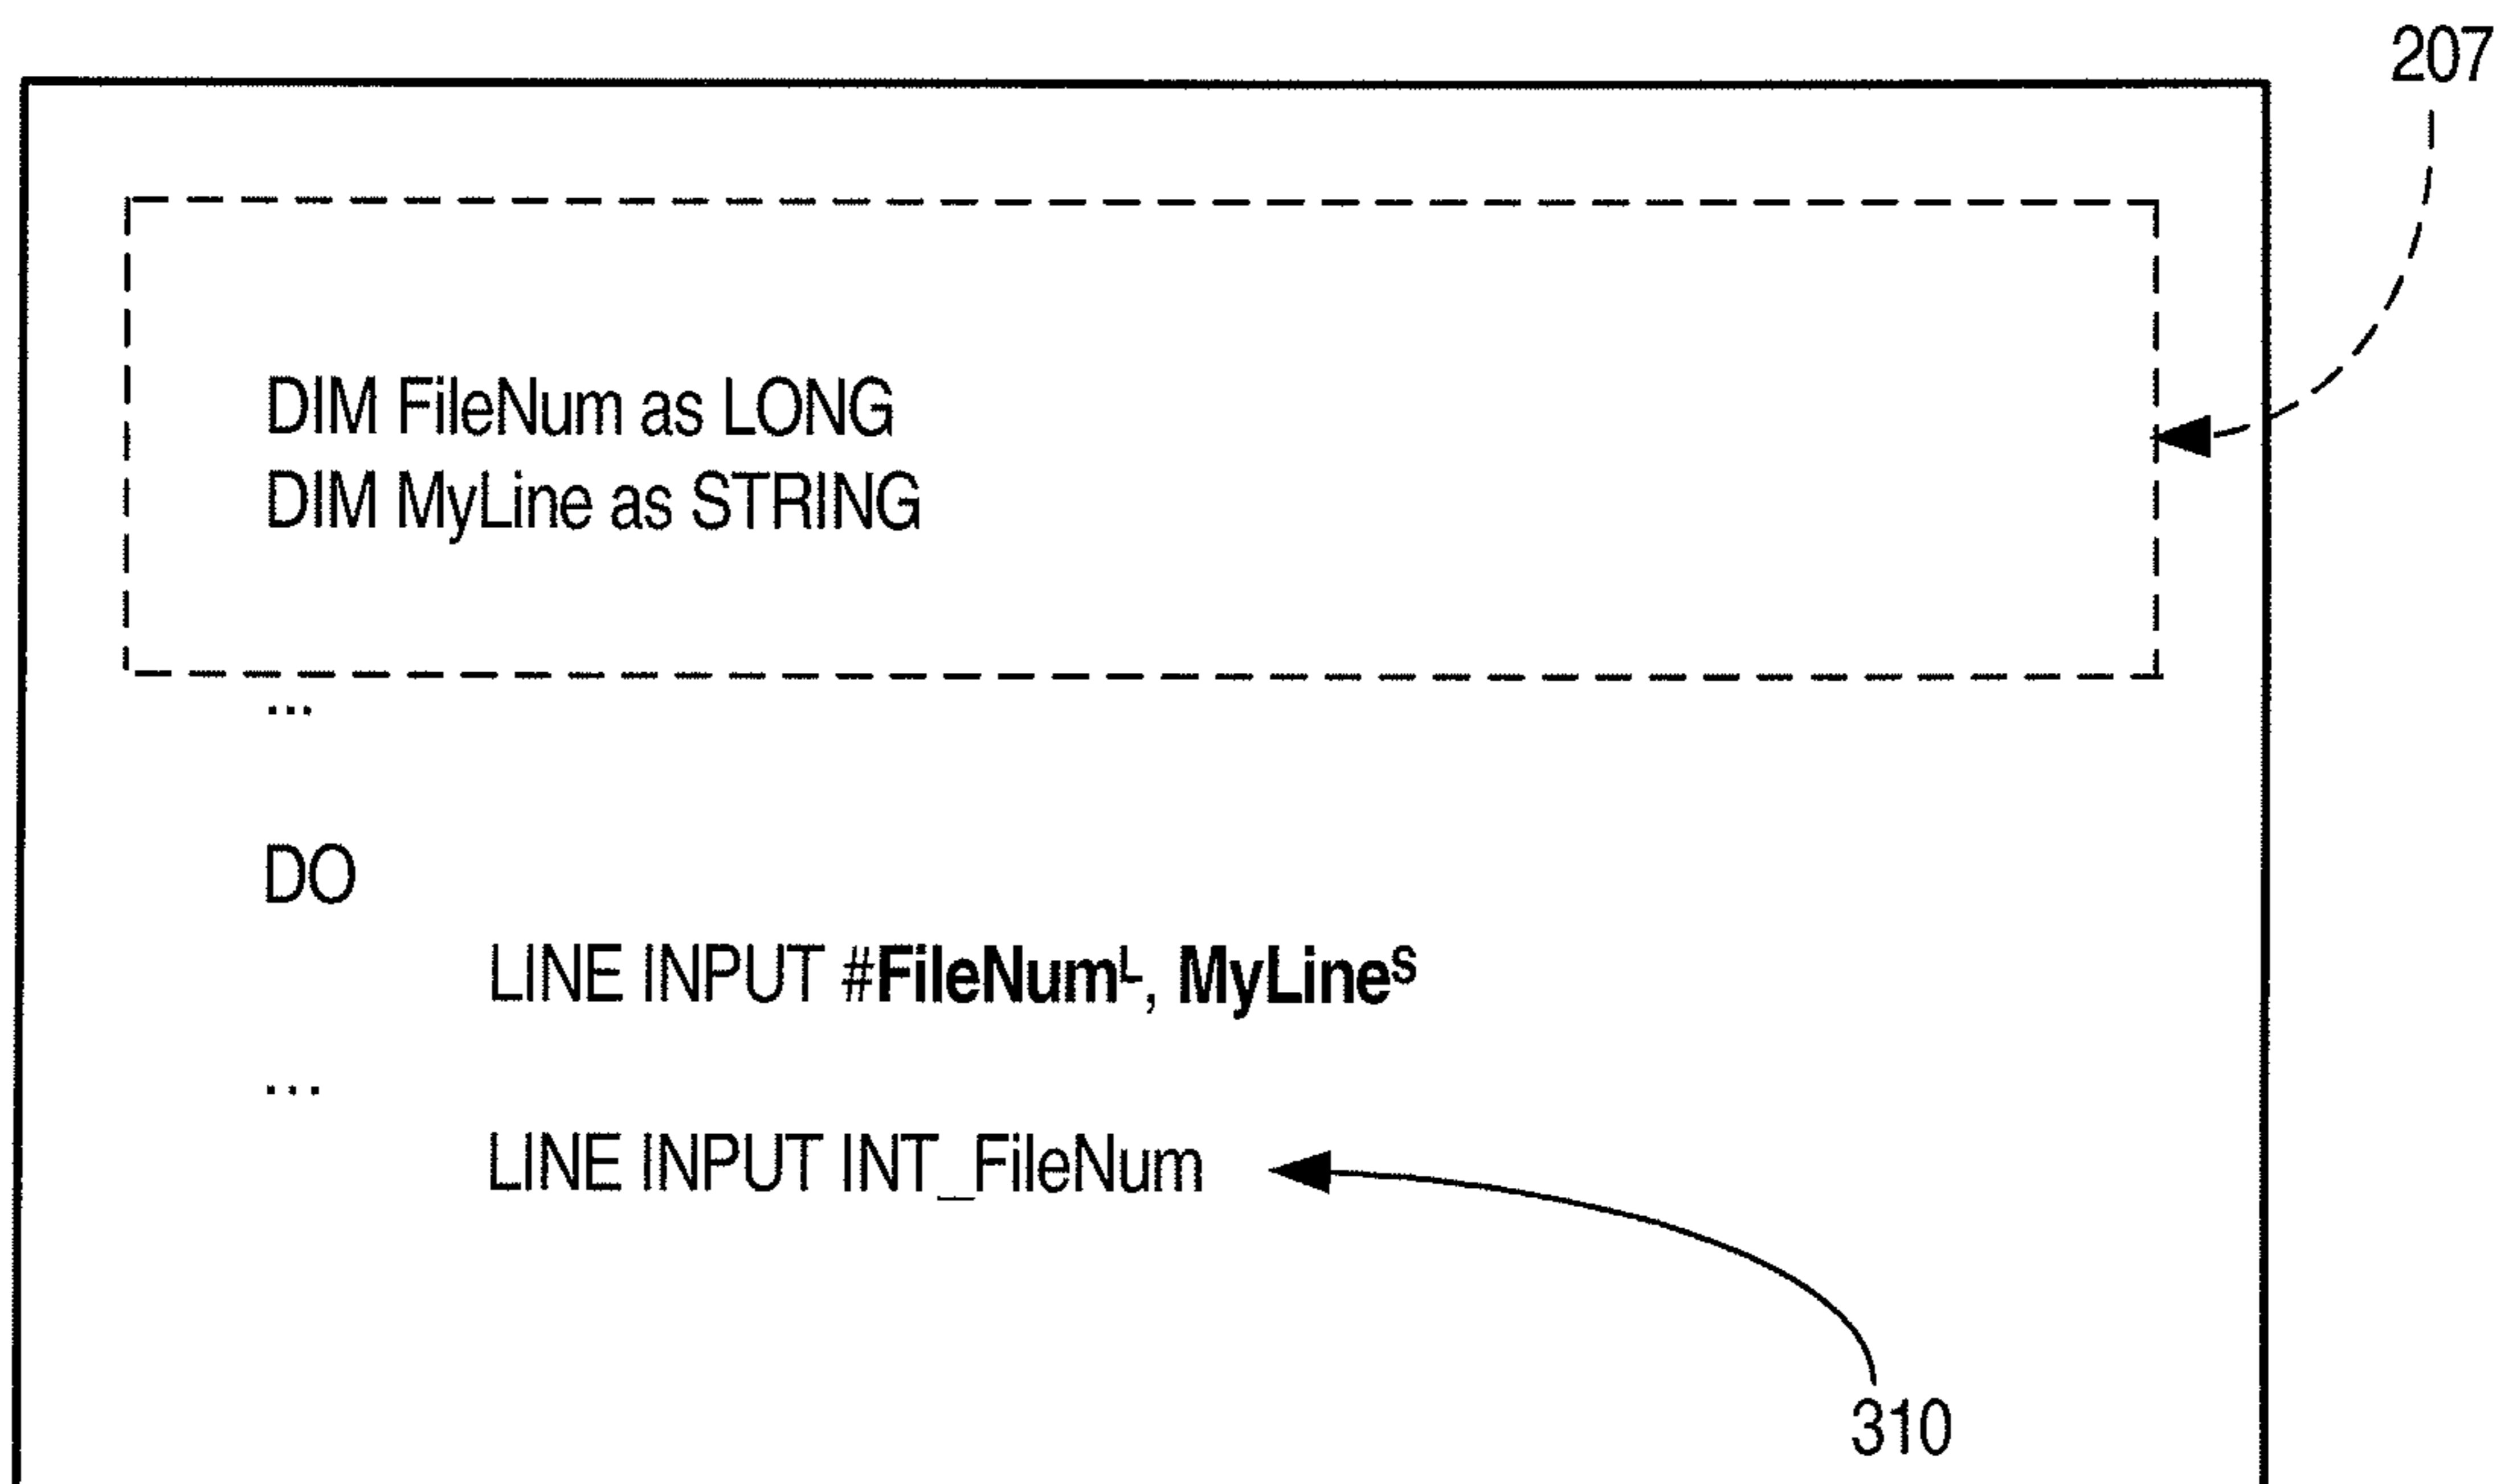 207
DIM FileNum as LONG
DIM MyLine as STRING
...
DO
LINE INPUT #FileNumᴸ, MyLineˢ
...
LINE INPUT INT_FileNum
310